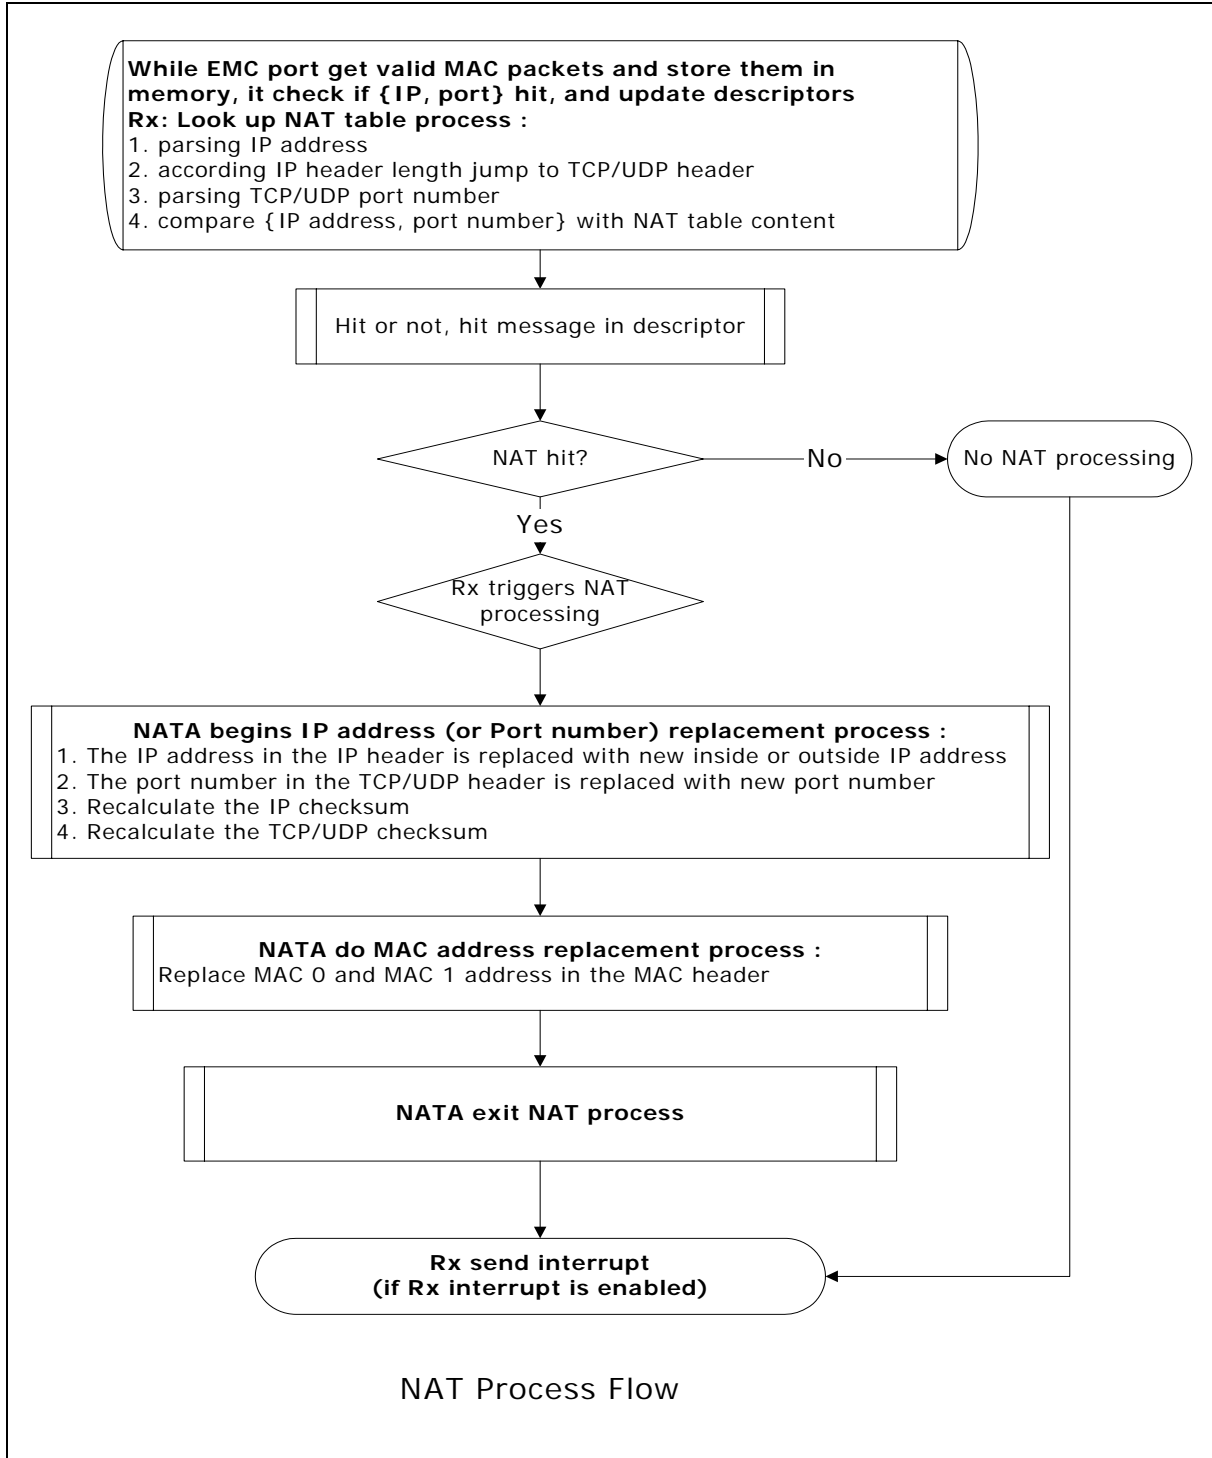 While EMC port get valid MAC packets and store them in
memory, it check if {IP, port} hit, and update descriptors
Rx: Look up NAT table process :
1. parsing IP address
2. according IP header length jump to TCP/UDP header
3. parsing TCP/UDP port number
4. compare {IP address, port number} with NAT table content
Hit or not, hit message in descriptor
NAT hit?
No
No NAT processing
Yes
Rx triggers NAT
processing
NATA begins IP address (or Port number) replacement process :
1. The IP address in the IP header is replaced with new inside or outside IP address
2. The port number in the TCP/UDP header is replaced with new port number
3. Recalculate the IP checksum
4. Recalculate the TCP/UDP checksum
NATA do MAC address replacement process :
Replace MAC 0 and MAC 1 address in the MAC header
NATA exit NAT process
Rx send interrupt
(if Rx interrupt is enabled)
NAT Process Flow